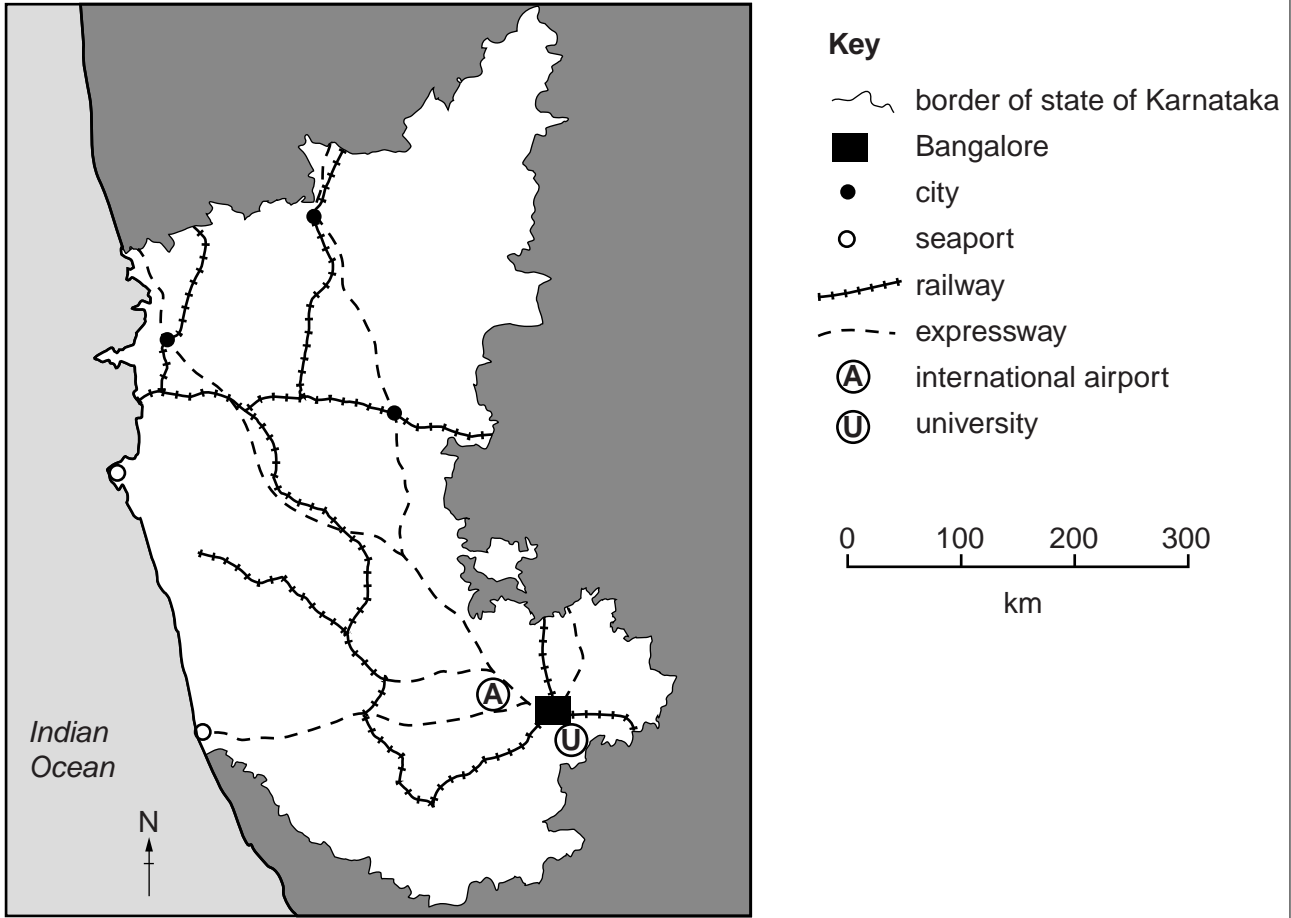 Key
border of state of Karnataka
Bangalore
city
seaport
railway
expressway
A international airport
U university
0 100 200 300
km
A
U
Indian
Ocean
N